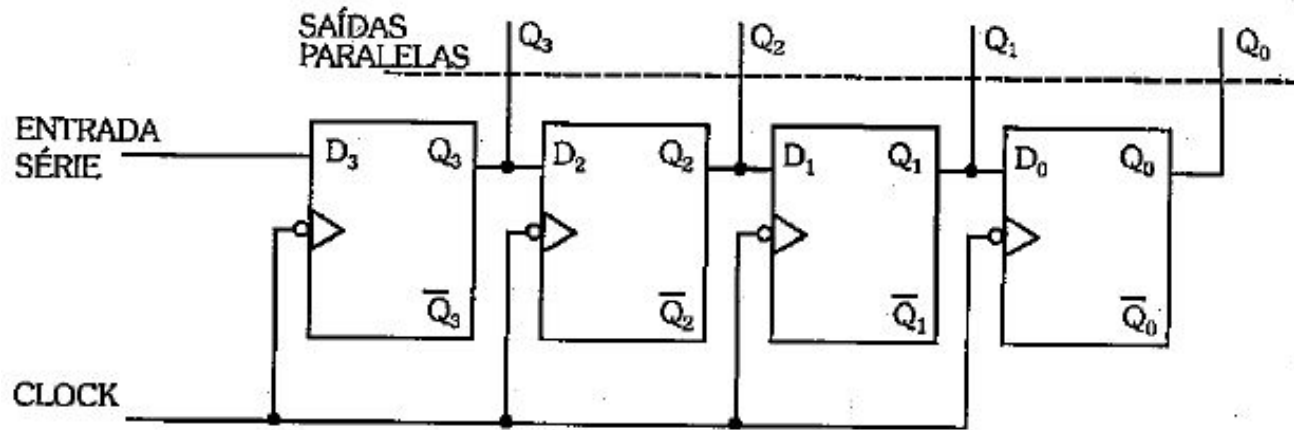 SAÍDAS
PARALELAS
Q₃ Q₂ Q₁ Q₀
ENTRADA
SÉRIE
D₃ Q₃ D₂ Q₂ D₁ Q₁ D₀ Q₀
Q̅₃ Q̅₂ Q̅₁ Q̅₀
CLOCK